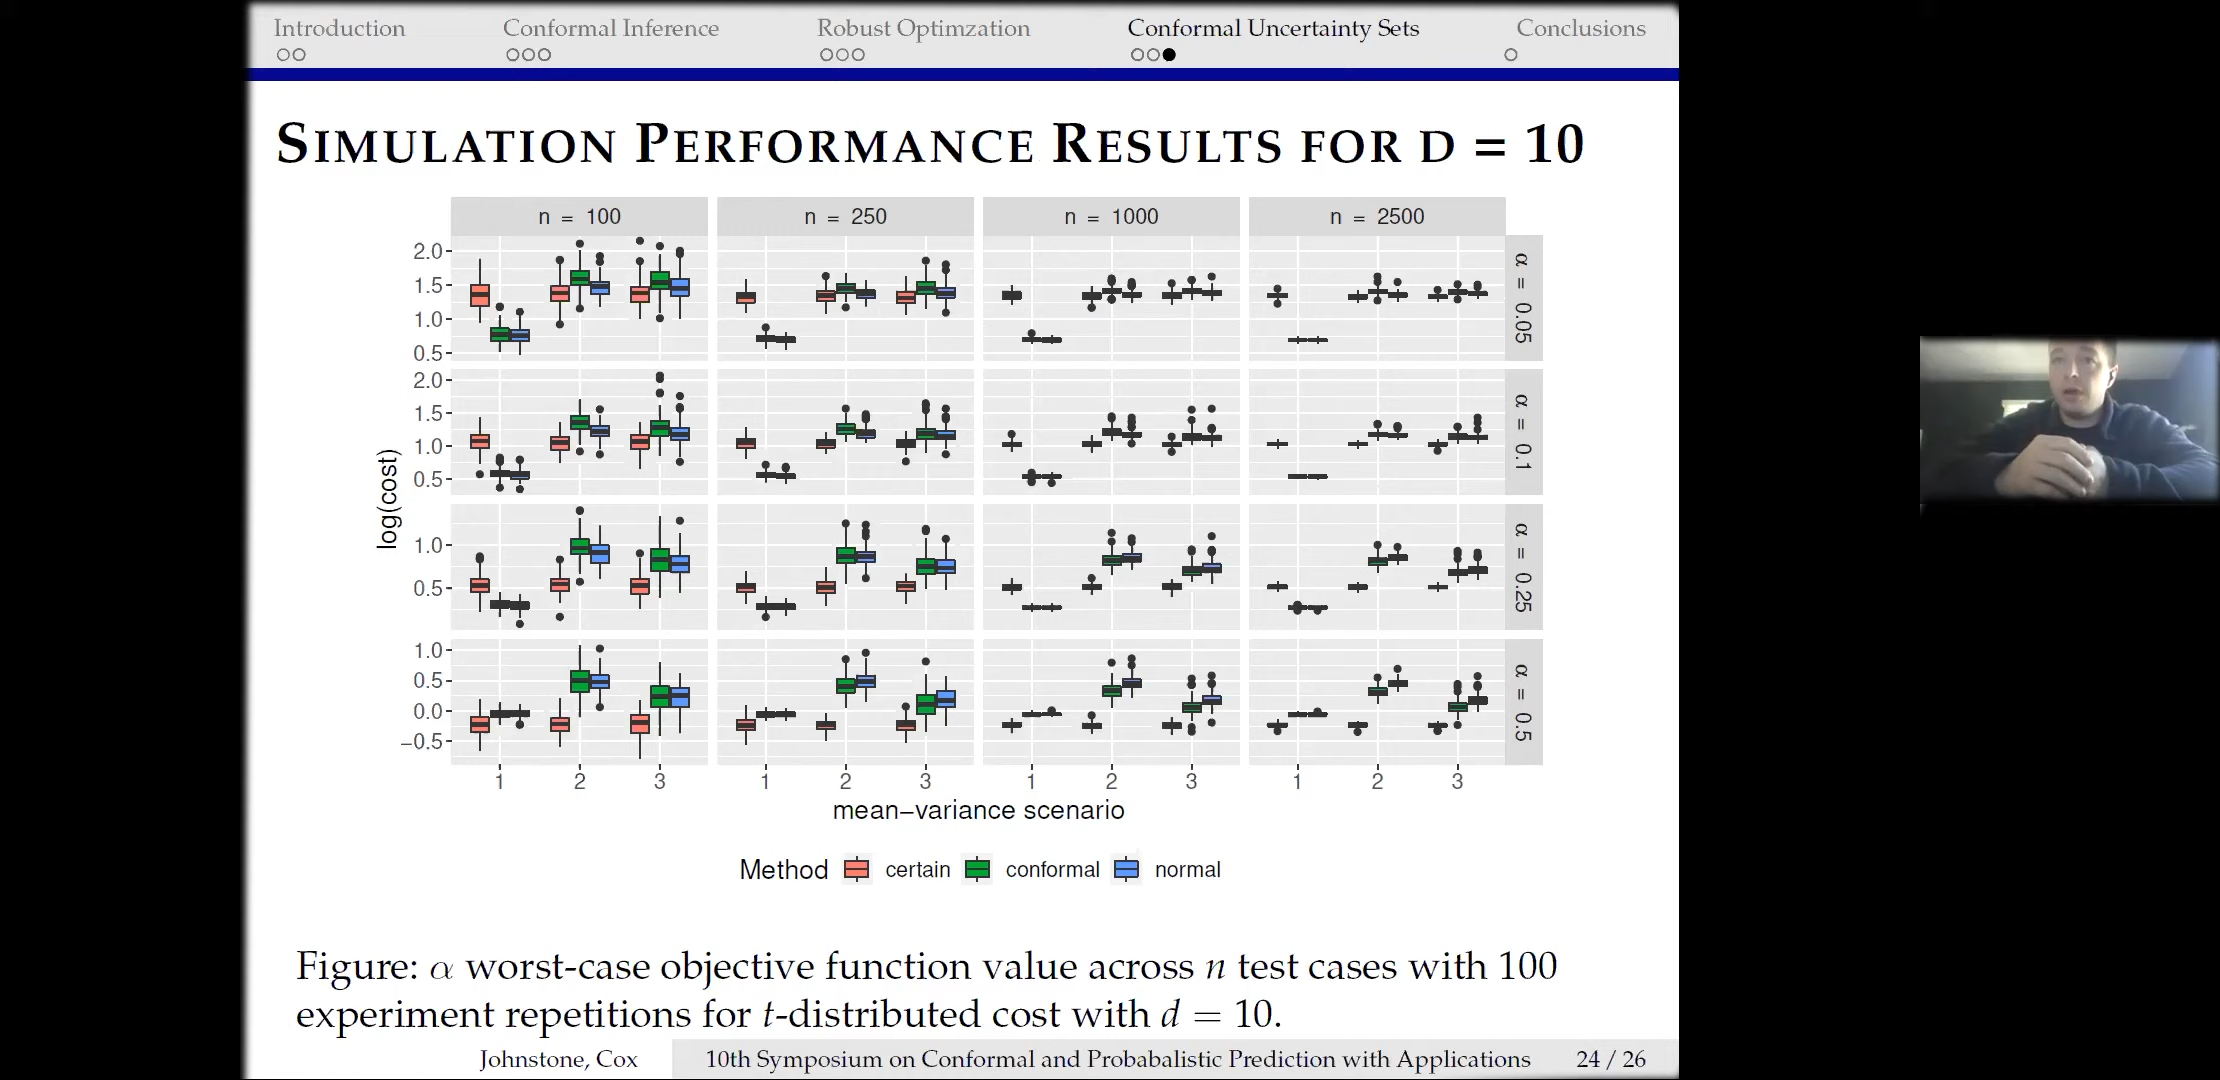 Introduction Conformal Inference Robust Optimzation Conformal Uncertainty Sets Conclusions
SIMULATION PERFORMANCE RESULTS FOR D = 10
n = 100 n = 250 n = 1000 n = 2500
2.0
1.5
1.0
0.5
α = 0.05
2.0
1.5
1.0
0.5
α = 0.1
1.0
0.5
α = 0.25
1.0
0.5
0.0
−0.5
α = 0.5
log(cost)
1 2 3 1 2 3 1 2 3 1 2 3
mean−variance scenario
Method certain conformal normal
Figure: α worst-case objective function value across n test cases with 100
experiment repetitions for t-distributed cost with d = 10.
Johnstone, Cox 10th Symposium on Conformal and Probabalistic Prediction with Applications 24 / 26